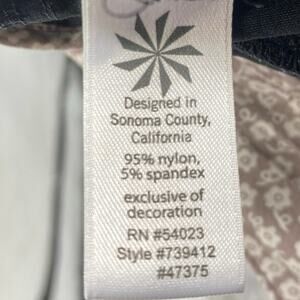 Designed in
Sonoma County,
California
95% nylon,
5% spandex
exclusive of
decoration
RN #54023
Style #739412
#47375